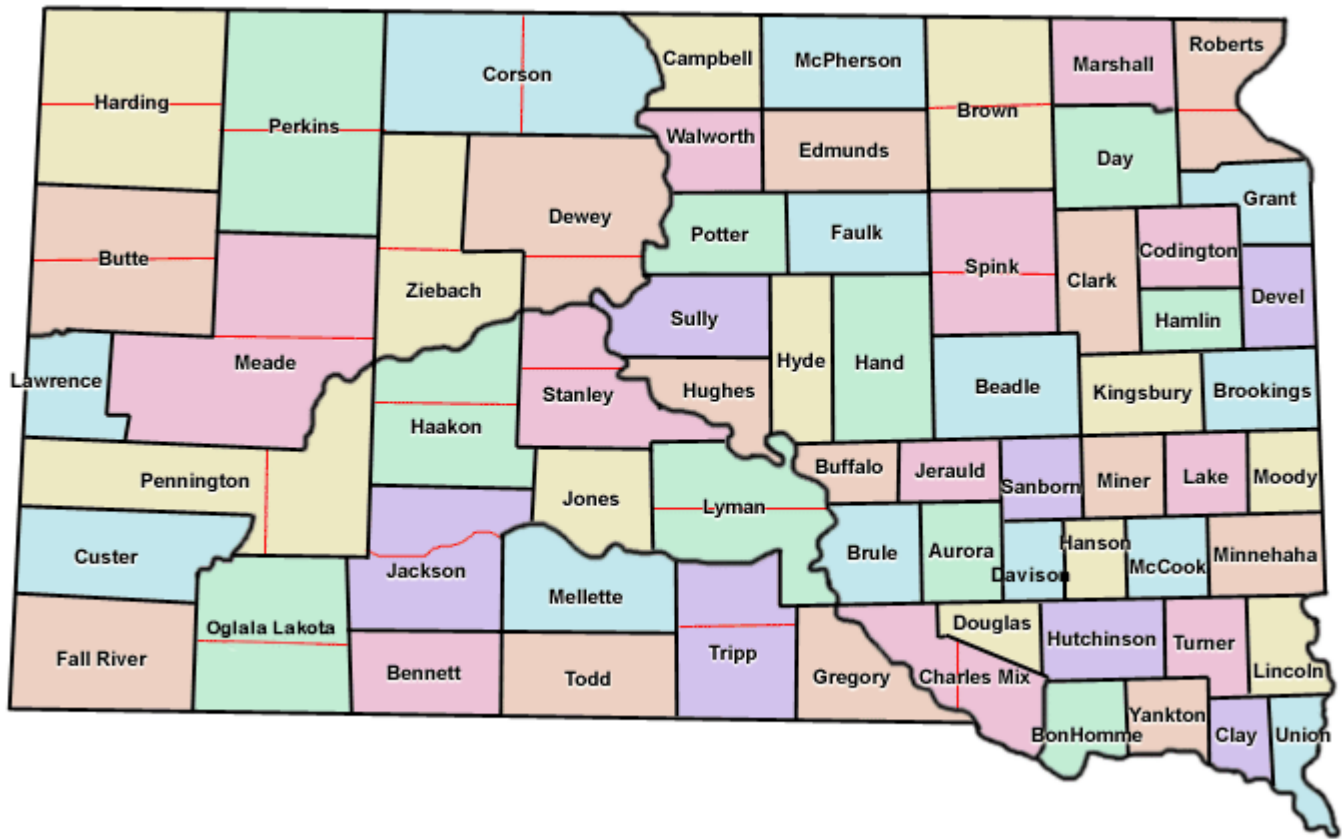 Harding
Perkins
Corson
Campbell
McPherson
Brown
Marshall
Roberts
Walworth
Edmunds
Day
Butte
Dewey
Potter
Faulk
Spink
Grant
Codington
Clark
Ziebach
Sully
Devel
Hamlin
Lawrence
Meade
Stanley
Hughes
Hyde
Hand
Beadle
Kingsbury
Brookings
Haakon
Pennington
Jones
Lyman
Buffalo
Jerauld
Sanborn
Miner
Lake
Moody
Custer
Jackson
Mellette
Brule
Aurora
Davison
Hanson
McCook
Minnehaha
Fall River
Oglala Lakota
Bennett
Todd
Tripp
Gregory
Charles Mix
Douglas
Hutchinson
Turner
Lincoln
BonHomme
Yankton
Clay
Union